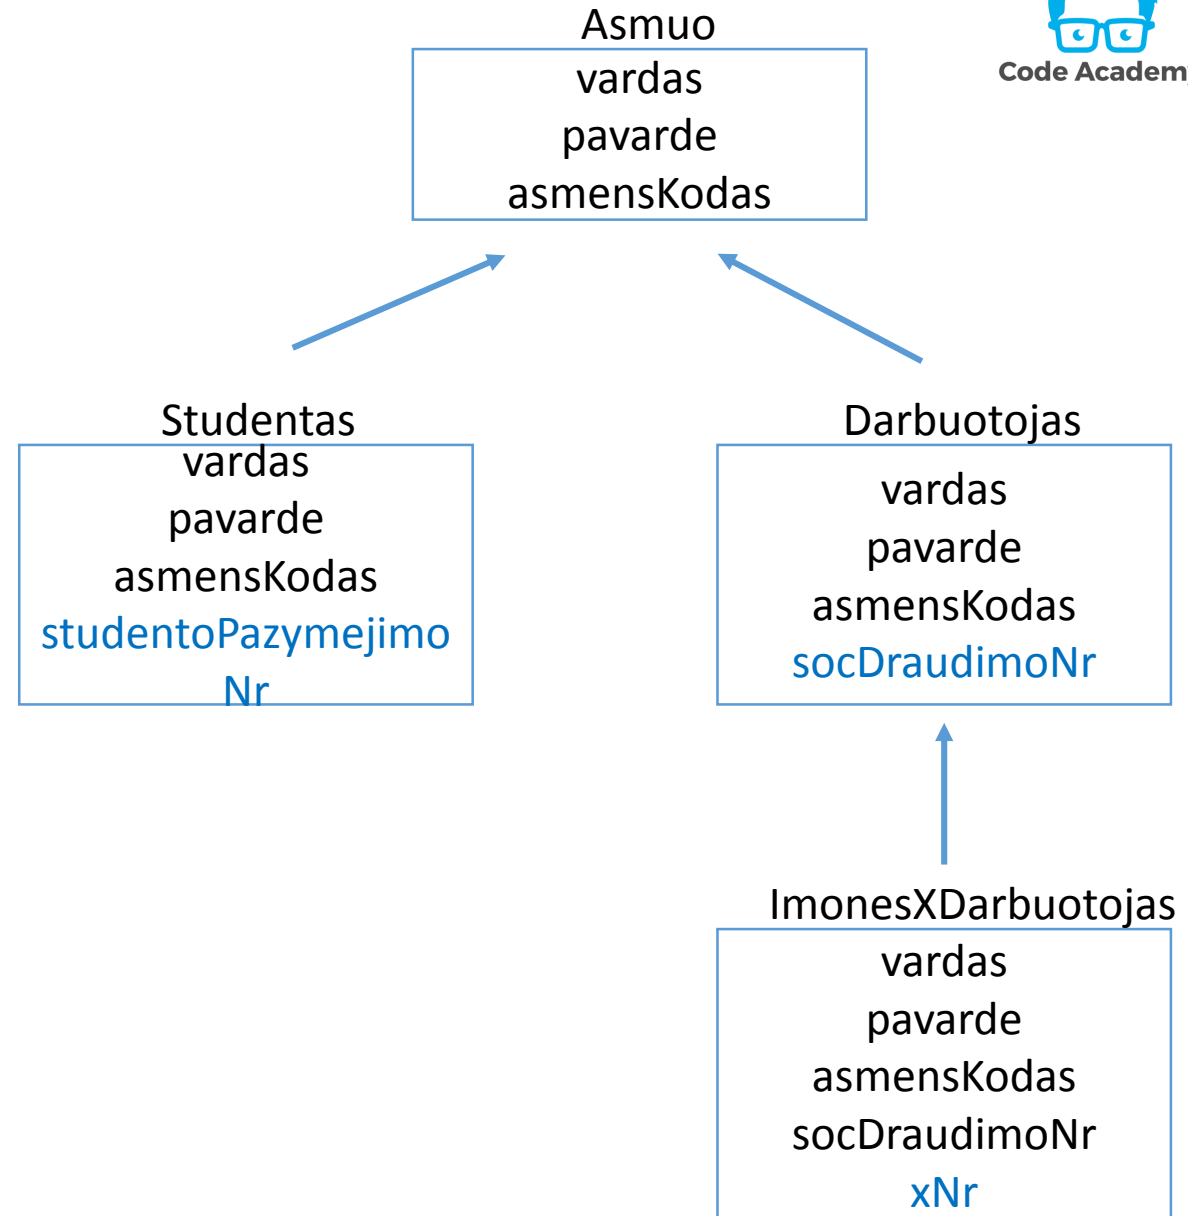 Asmuo
vardas
pavarde
asmensKodas
Code Academ
Studentas
vardas
pavarde
asmensKodas
studentoPazymejimo
Nr
Darbuotojas
vardas
pavarde
asmensKodas
socDraudimoNr
ImonesXDarbuotojas
vardas
pavarde
asmensKodas
socDraudimoNr
xNr